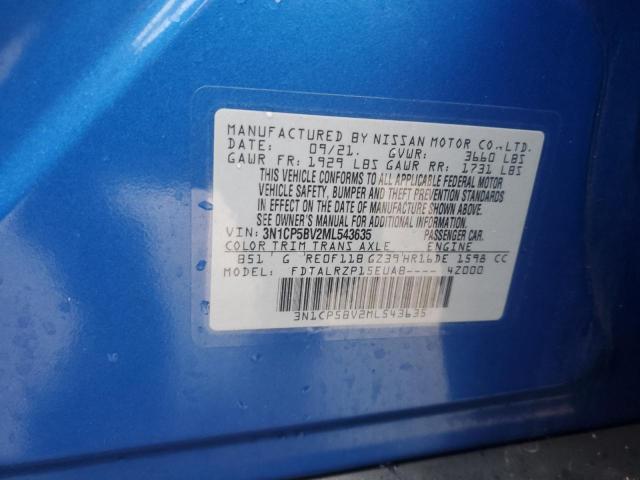 MANUFACTURED BY NISSAN MOTOR CO.,LTD.
DATE: 09/21. GVWR: 3660 LBS
GAWR FR: 1929 LBS GAWR RR: 1731 LBS
THIS VEHICLE CONFORMS TO ALL APPLICABLE FEDERAL MOTOR
VEHICLE SAFETY, BUMPER AND THEFT PREVENTION STANDARDS
IN EFFECT ON THE DATE OF MANUFACTURE SHOWN ABOVE.
SEE OWNER'S MANUAL FOR ADDITIONAL INFORMATION.
VIN: 3N1CP5BV2ML543635 PASSENGER CAR.
COLOR TRIM TRANS AXLE ENGINE
B51 G RE0F11B GZ39 HR16DE 1598 CC
MODEL: FDTALRZP15EUAB---- 42000
3N1CP5BV2ML543635